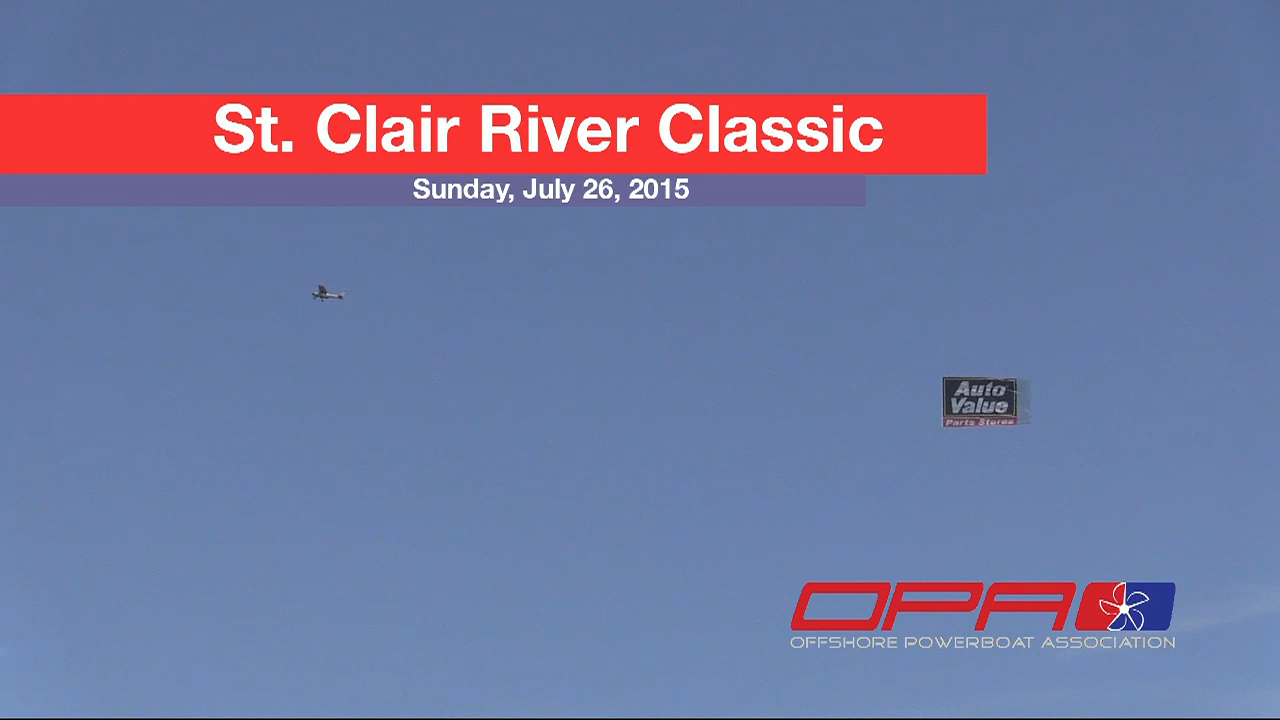 St. Clair River Classic
Sunday, July 26, 2015
Auto
Value
Parts Stores
OPA
OFFSHORE POWERBOAT ASSOCIATION